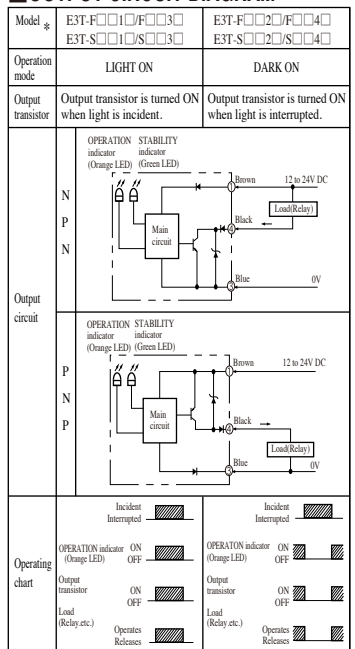 Model * E3T-F□□1□/F□□3□ E3T-F□□2□/F□□4□
E3T-S□□1□/S□□3□ E3T-S□□2□/S□□4□
Operation mode LIGHT ON DARK ON
Output transistor
Output transistor is turned ON when light is incident.
Output transistor is turned ON when light is interrupted.
Output circuit
N
P
N
OPERATION STABILITY
indicator indicator
(Orange LED) (Green LED)
Main
circuit
1 Brown 12 to 24V DC
Load(Relay)
4 Black
3 Blue 0V
P
N
P
OPERATION STABILITY
indicator indicator
(Orange LED) (Green LED)
Main
circuit
1 Brown 12 to 24V DC
4 Black
Load(Relay)
3 Blue 0V
Operating chart
Incident
Interrupted
OPERATION indicator ON
(Orange LED) OFF
Output
transistor ON
OFF
Load
(Relay.etc.)
Operates
Releases
Incident
Interrupted
OPERATON indicator ON
(Orange LED) OFF
Output
transistor ON
OFF
Load
(Relay.etc.)
Operates
Releases